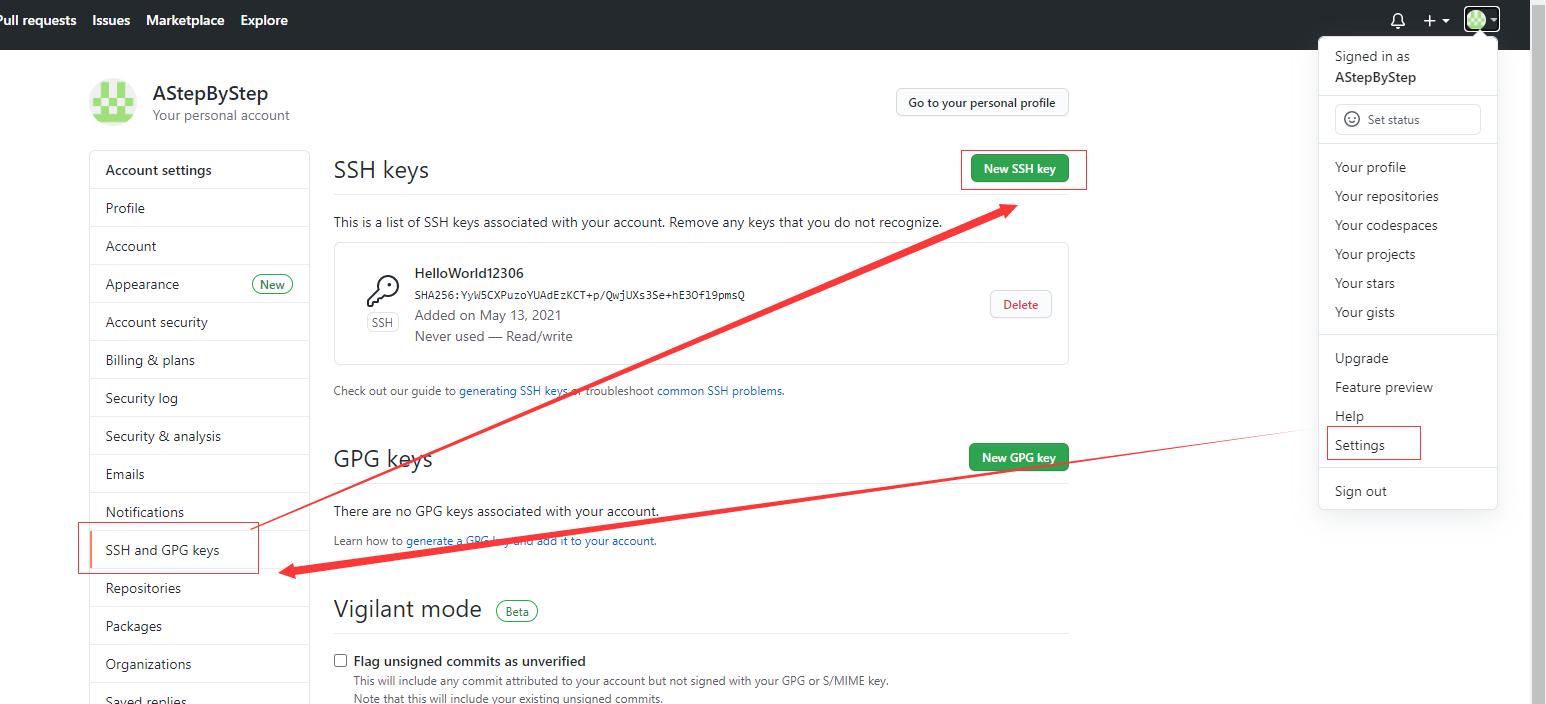 Pull requests Issues Marketplace Explore
Signed in as
AStepByStep
Set status
Your profile
Your repositories
Your codespaces
Your projects
Your stars
Your gists
Upgrade
Feature preview
Help
Settings
Sign out
AStepByStep
Your personal account
Go to your personal profile
Account settings
Profile
Account
Appearance New
Account security
Billing & plans
Security log
Security & analysis
Emails
Notifications
SSH and GPG keys
Repositories
Packages
Organizations
Saved replies
SSH keys
New SSH key
This is a list of SSH keys associated with your account. Remove any keys that you do not recognize.
HelloWorld12306
SHA256:YyW5CXPuzoYUAdEzKCT+p/QwjUXs3Se+hE3Ofl9pmsQ
Added on May 13, 2021
Never used — Read/write
SSH
Delete
Check out our guide to generating SSH keys or troubleshoot common SSH problems.
GPG keys
New GPG key
There are no GPG keys associated with your account.
Learn how to generate a GPG key and add it to your account.
Vigilant mode Beta
Flag unsigned commits as unverified
This will include any commit attributed to your account but not signed with your GPG or S/MIME key.
Note that this will include your existing unsigned commits.